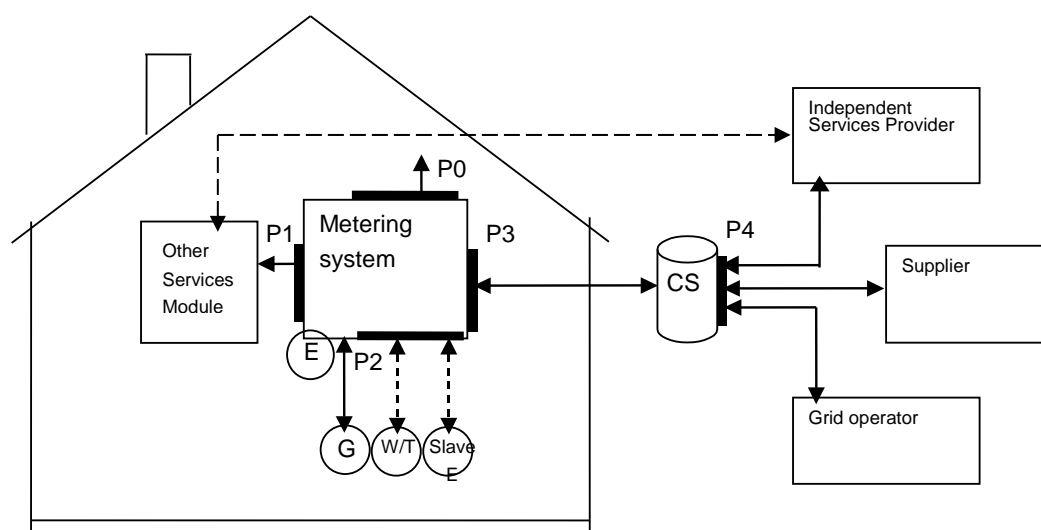 Independent
Services Provider
P0
Metering
system
P1
P3
P4
Other
Services
Module
CS
Supplier
E
P2
G
W/T
Slave
E
Grid operator